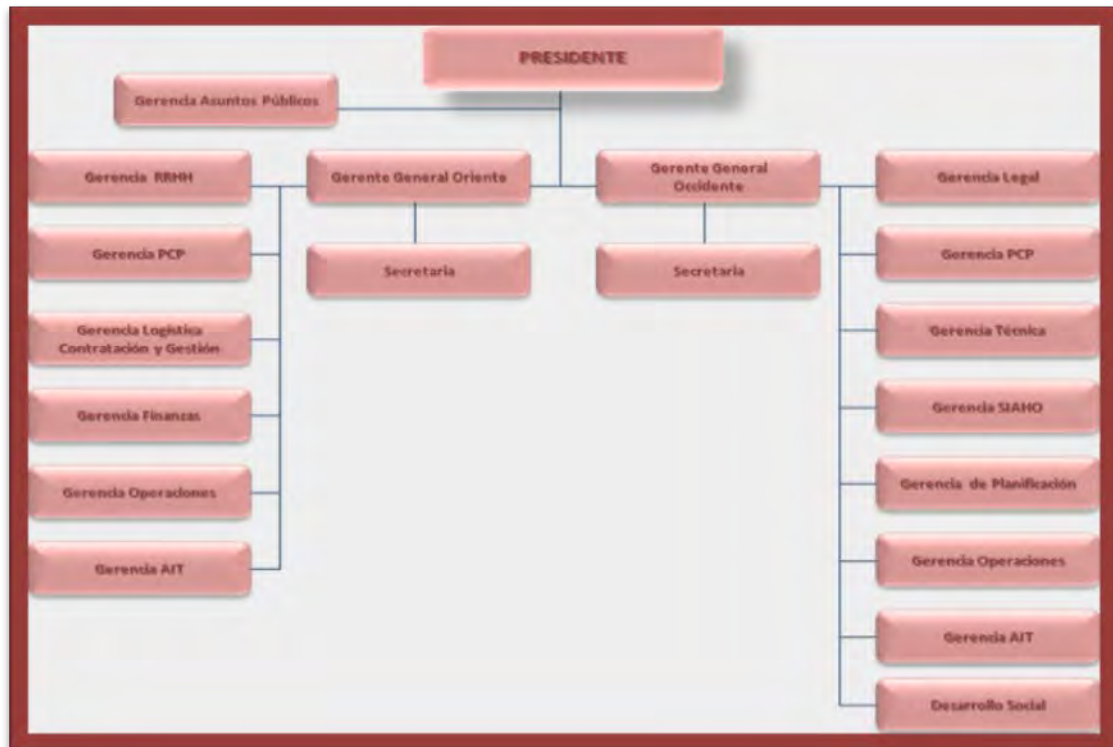 PRESIDENTE
Gerencia Asuntos Públicos
Gerencia RRHH
Gerente General Oriente
Gerente General
Occidente
Gerencia Legal
Gerencia PCP
Secretaria
Secretaria
Gerencia PCP
Gerencia Logística
Contratación y Gestión
Gerencia Técnica
Gerencia Finanzas
Gerencia SIAHO
Gerencia Operaciones
Gerencia de Planificación
Gerencia AIT
Gerencia Operaciones
Gerencia AIT
Desarrollo Social